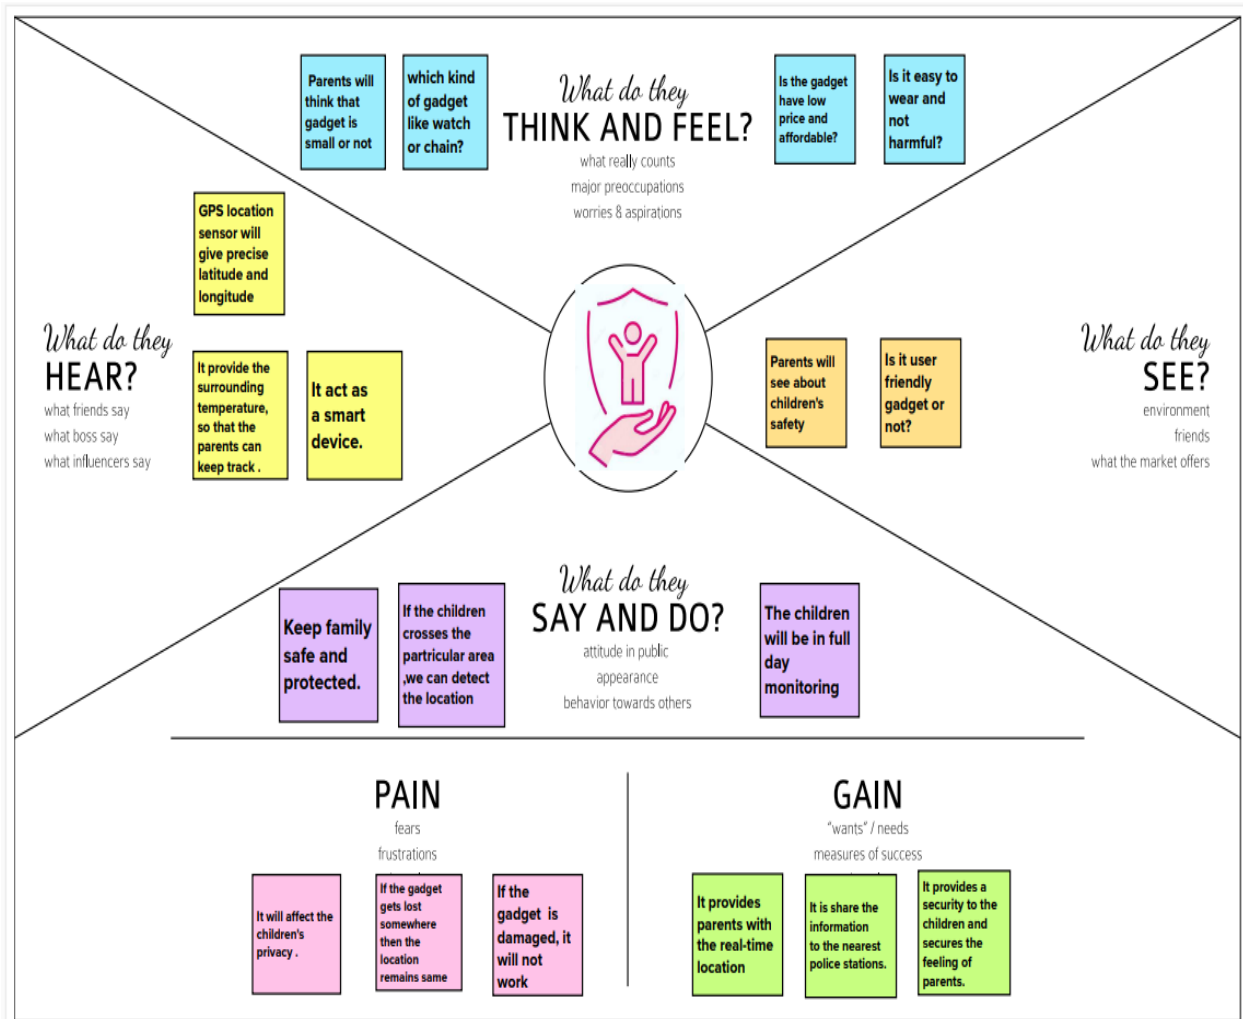 What do they
THINK AND FEEL?
what really counts
major preoccupations
worries & aspirations
Parents will
think that
gadget is
small or not
which kind
of gadget
like watch
or chain?
Is the gadget
have low
price and
affordable?
Is it easy to
wear and
not
harmful?
What do they
HEAR?
what friends say
what boss say
what influencers say
GPS location
sensor will
give precise
latitude and
longitude
It provide the
surrounding
temperature,
so that the
parents can
keep track .
It act as
a smart
device.
What do they
SEE?
environment
friends
what the market offers
Parents will
see about
children's
safety
Is it user
friendly
gadget or
not?
What do they
SAY AND DO?
attitude in public
appearance
behavior towards others
Keep family
safe and
protected.
If the children
crosses the
partricular area
,we can detect
the location
The children
will be in full
day
monitoring
PAIN
fears
frustrations
It will affect the
children's
privacy .
If the gadget
gets lost
somewhere
then the
location
remains same
If the
gadget is
damaged, it
will not
work
GAIN
"wants" / needs
measures of success
It provides
parents with
the real-time
location
It is share the
information
to the nearest
police stations.
It provides a
security to the
children and
secures the
feeling of
parents.